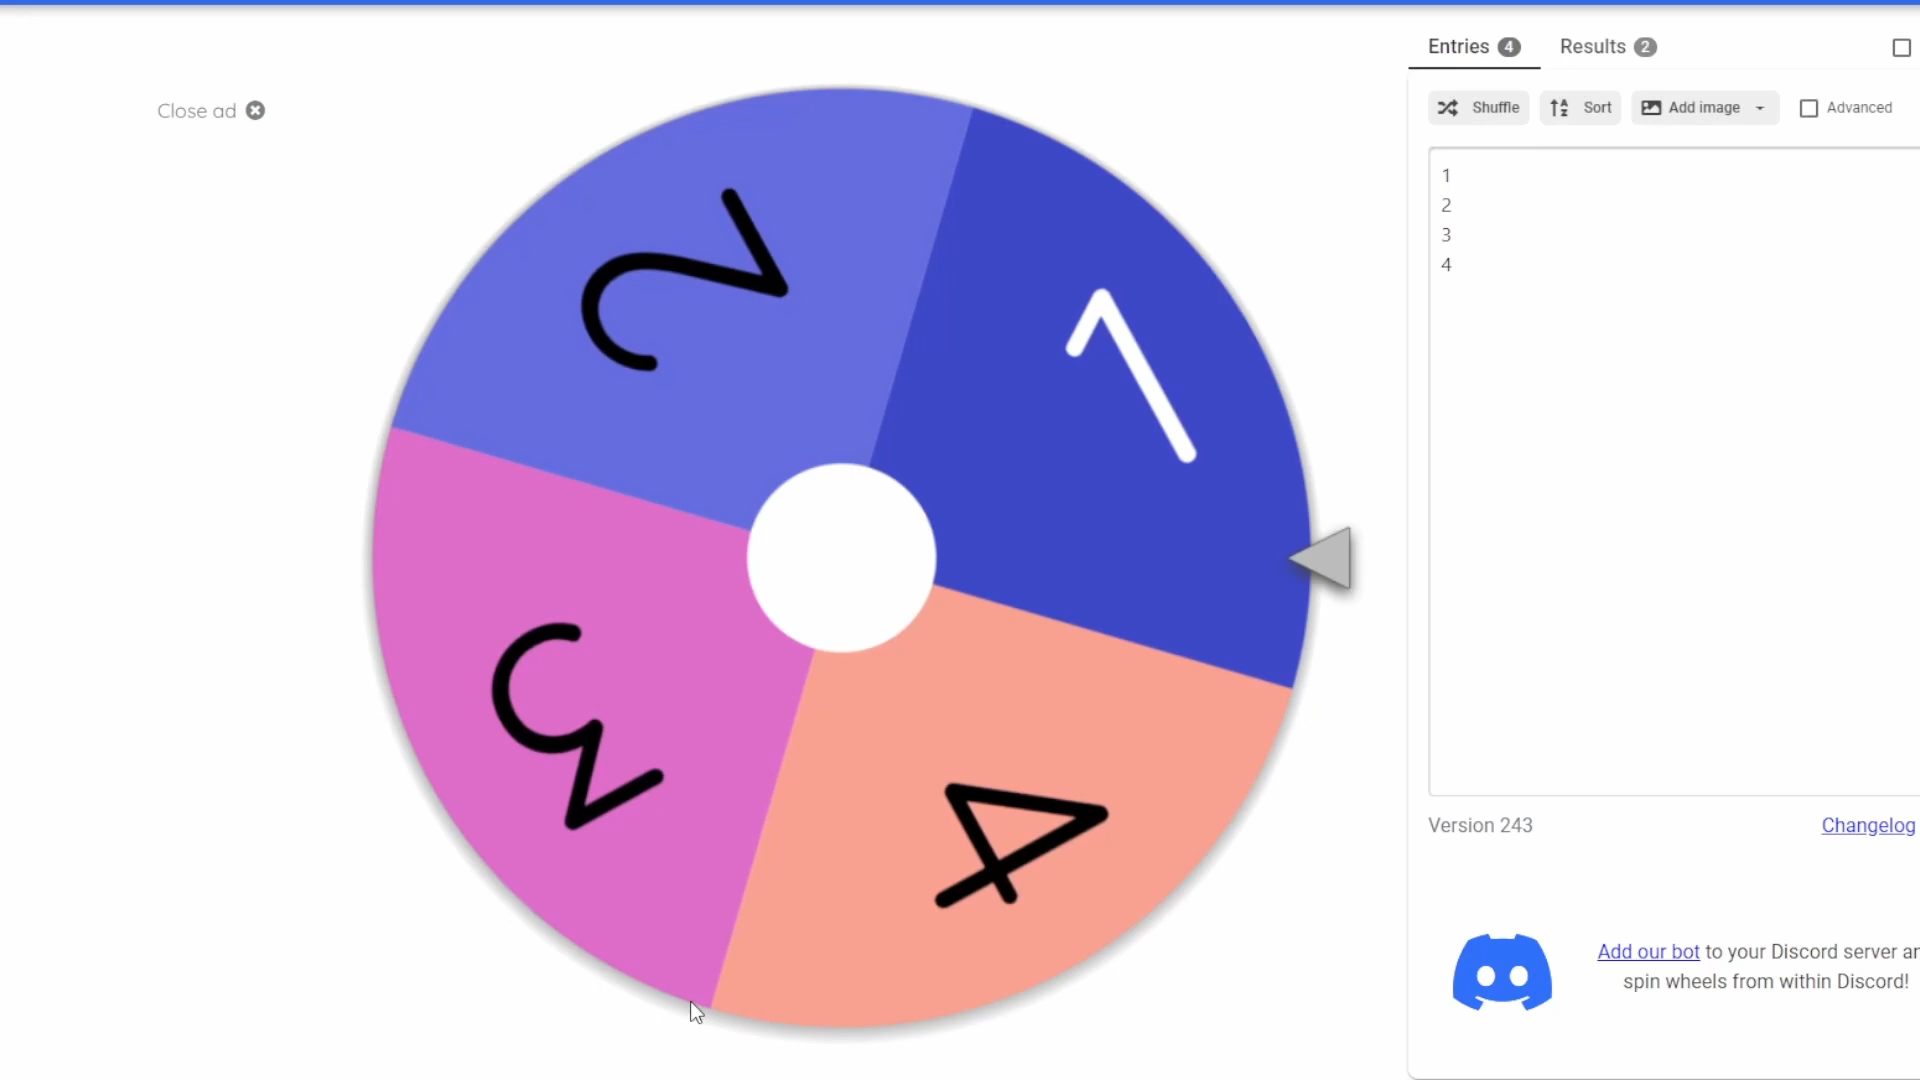 Entries 4 Results 2
Close ad
Shuffle Sort Add image Advanced
1
2
3
4
2
1
3
4
Version 243 Changelog
Add our bot to your Discord server an
spin wheels from within Discord!